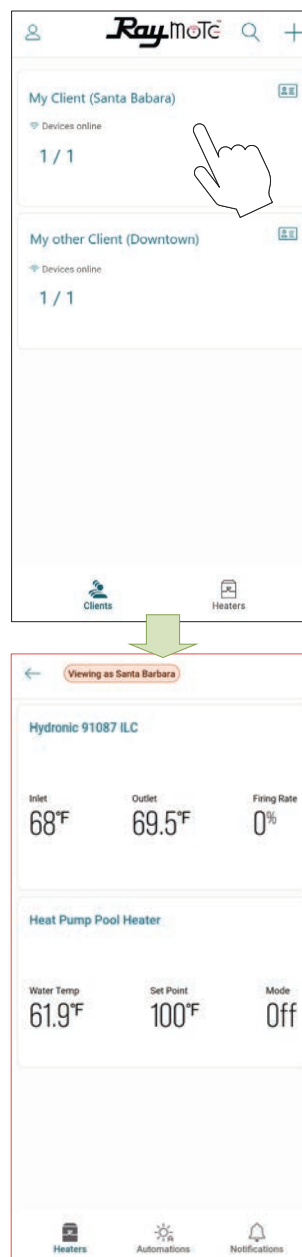 RaymoTe
My Client (Santa Babara)
Devices online
1 / 1
My other Client (Downtown)
Devices online
1 / 1
Clients Heaters
Viewing as Santa Barbara
Hydronic 91087 ILC
Inlet Outlet Firing Rate
68°F 69.5°F 0%
Heat Pump Pool Heater
Water Temp Set Point Mode
61.9°F 100°F Off
Heaters Automations Notifications